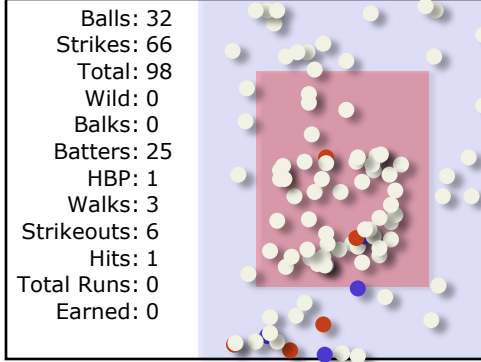 Balls: 32
Strikes: 66
Total: 98
Wild: 0
Balks: 0
Batters: 25
HBP: 1
Walks: 3
Strikeouts: 6
Hits: 1
Total Runs: 0
Earned: 0